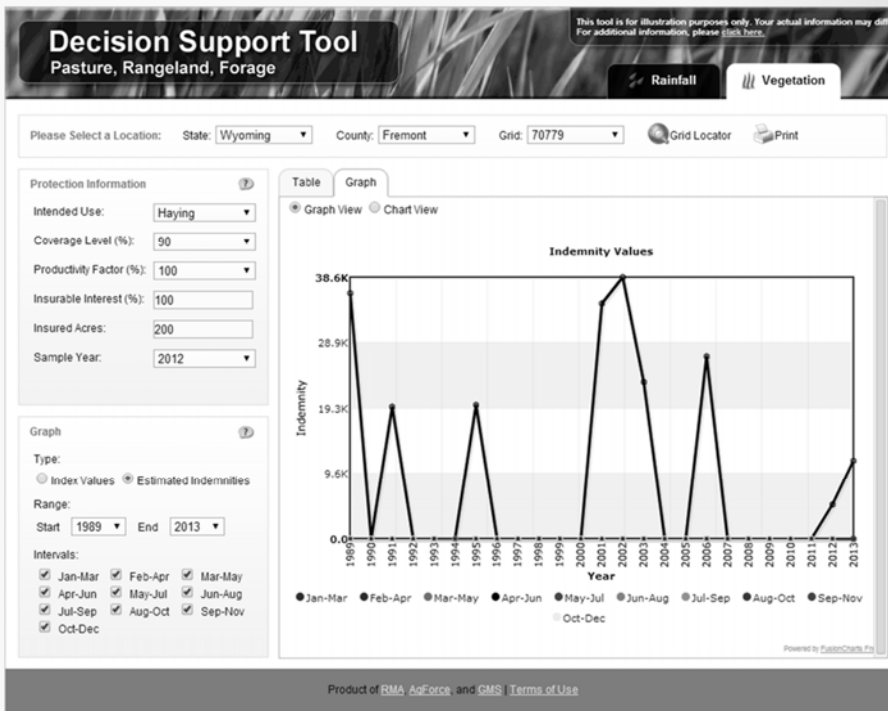 This tool is for illustration purposes only. Your actual information may diff
Decision Support Tool
For additional information, please click here.
Pasture, Rangeland, Forage
Rainfall
Vegetation
Please Select a Location: State: Wyoming County: Fremont Grid: 70779 Grid Locator Print
Protection Information ?
Intended Use: Haying
Coverage Level (%): 90
Productivity Factor (%): 100
Insurable Interest (%): 100
Insured Acres: 200
Sample Year: 2012
Graph ?
Type:
Index Values Estimated Indemnities
Range:
Start 1989 End 2013
Intervals:
Jan-Mar Feb-Apr Mar-May
Apr-Jun May-Jul Jun-Aug
Jul-Sep Aug-Oct Sep-Nov
Oct-Dec
Table Graph
Graph View Chart View
Indemnity Values
38.6K
28.9K
19.3K
9.6K
0.0
Indemnity
1989 1990 1991 1992 1993 1994 1995 1996 1997 1998 1999 2000 2001 2002 2003 2004 2005 2006 2007 2008 2009 2010 2011 2012 2013
Year
Jan-Mar Feb-Apr Mar-May Apr-Jun May-Jul Jun-Aug Jul-Sep Aug-Oct Sep-Nov
Oct-Dec
Powered by FusionCharts Fre
Product of RMA, AgForce, and GMS | Terms of Use